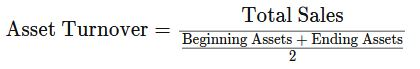 Asset Turnover = Total Sales
Beginning Assets + Ending Assets
2